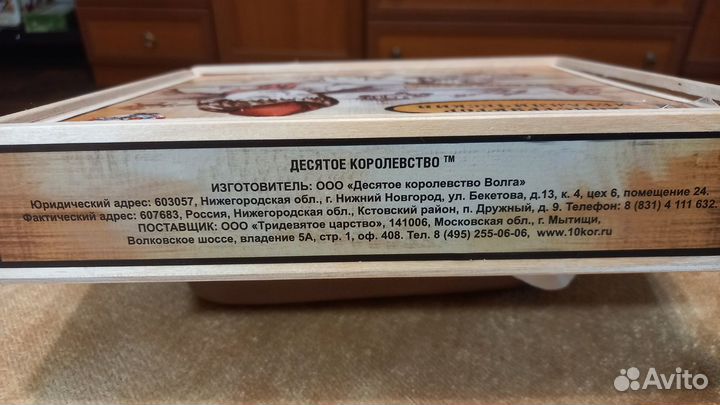 ДЕСЯТОЕ КОРОЛЕВСТВО ™
ИЗГОТОВИТЕЛЬ: ООО «Десятое королевство Волга»
Юридический адрес: 603057, Нижегородская обл., г. Нижний Новгород, ул. Бекетова, д.13, к. 4, цех 6, помещение 24.
Фактический адрес: 607683, Россия, Нижегородская обл., Кстовский район, п. Дружный, д. 9. Телефон: 8 (831) 4 111 632.
ПОСТАВЩИК: ООО «Тридевятое царство», 141006, Московская обл., г. Мытищи,
Волковское шоссе, владение 5А, стр. 1, оф. 408. Тел. 8 (495) 255-06-06, www.10kor.ru
Avito